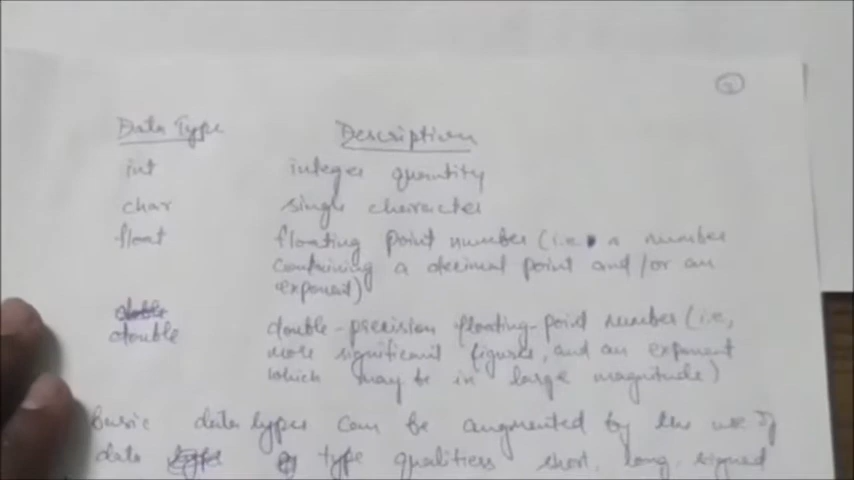 Data Type Description
int integer quantity
char single character
float floating point number (i.e. a number
containing a decimal point and/or an
exponent)
double double-precision floating-point number (i.e,
more significant figures, and an exponent
which may be in large magnitude)
Basic data types can be augmented by the use of
data type qualifiers short, long, signed